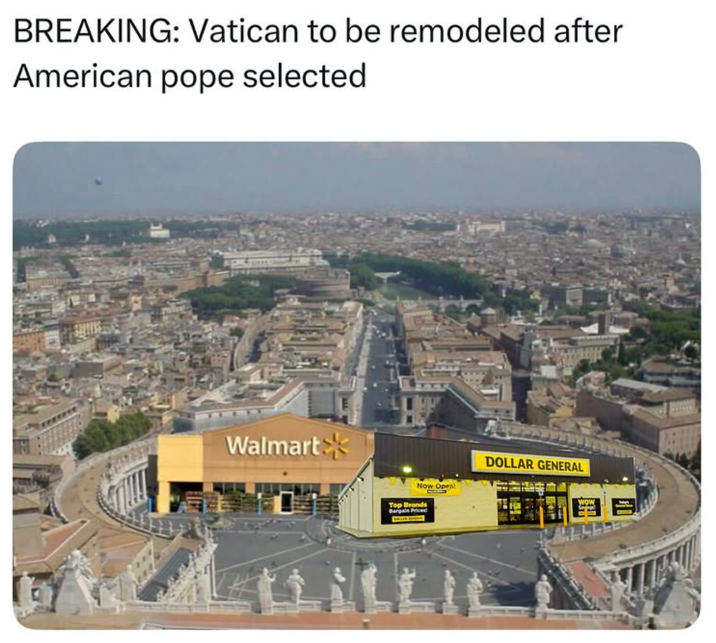 BREAKING: Vatican to be remodeled after
American pope selected
Walmart
DOLLAR GENERAL
Now Open!
Top Brands
Bargain Prices!
WOW